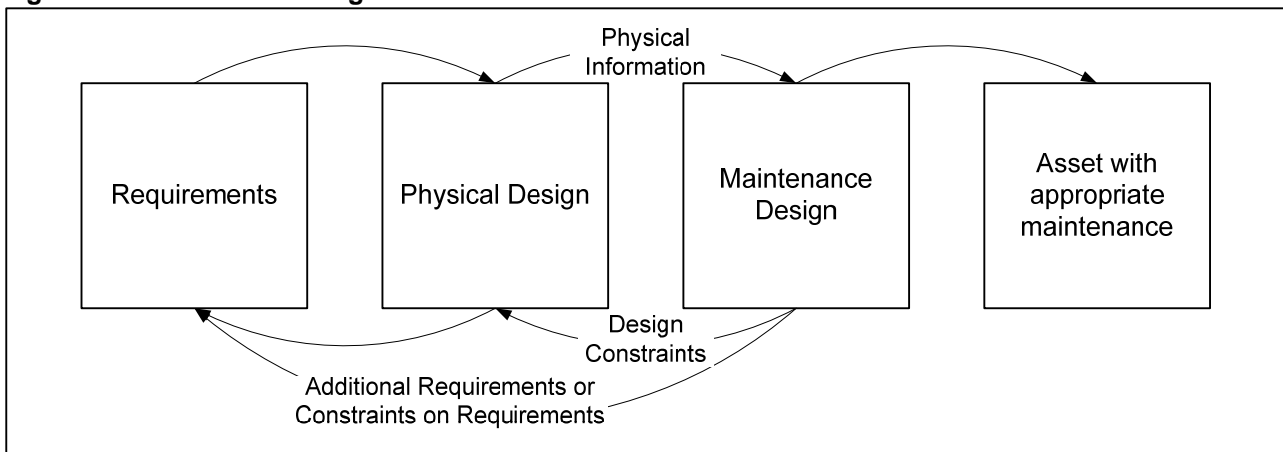 Physical
Information
Requirements
Physical Design
Maintenance
Design
Asset with
appropriate
maintenance
Design
Constraints
Additional Requirements or
Constraints on Requirements